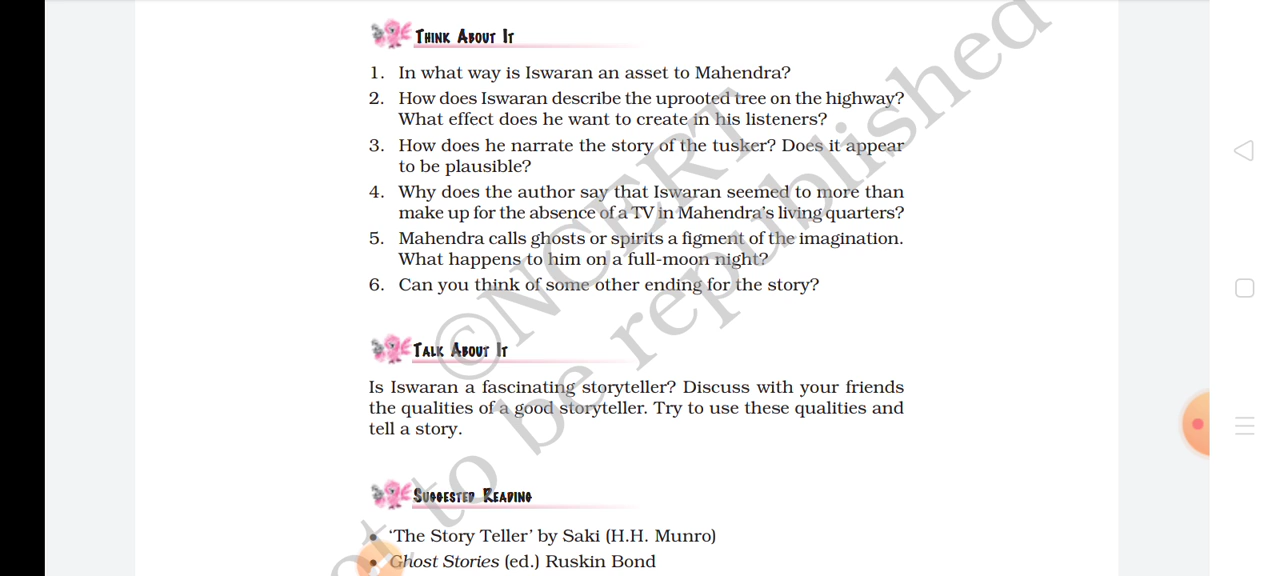 THINK ABOUT IT
1. In what way is Iswaran an asset to Mahendra?
2. How does Iswaran describe the uprooted tree on the highway?
What effect does he want to create in his listeners?
3. How does he narrate the story of the tusker? Does it appear
to be plausible?
4. Why does the author say that Iswaran seemed to more than
make up for the absence of a TV in Mahendra's living quarters?
5. Mahendra calls ghosts or spirits a figment of the imagination.
What happens to him on a full-moon night?
6. Can you think of some other ending for the story?
TALK ABOUT IT
Is Iswaran a fascinating storyteller? Discuss with your friends
the qualities of a good storyteller. Try to use these qualities and
tell a story.
SUGGESTED READING
• 'The Story Teller' by Saki (H.H. Munro)
• Ghost Stories (ed.) Ruskin Bond
©NCERT
not to be republished